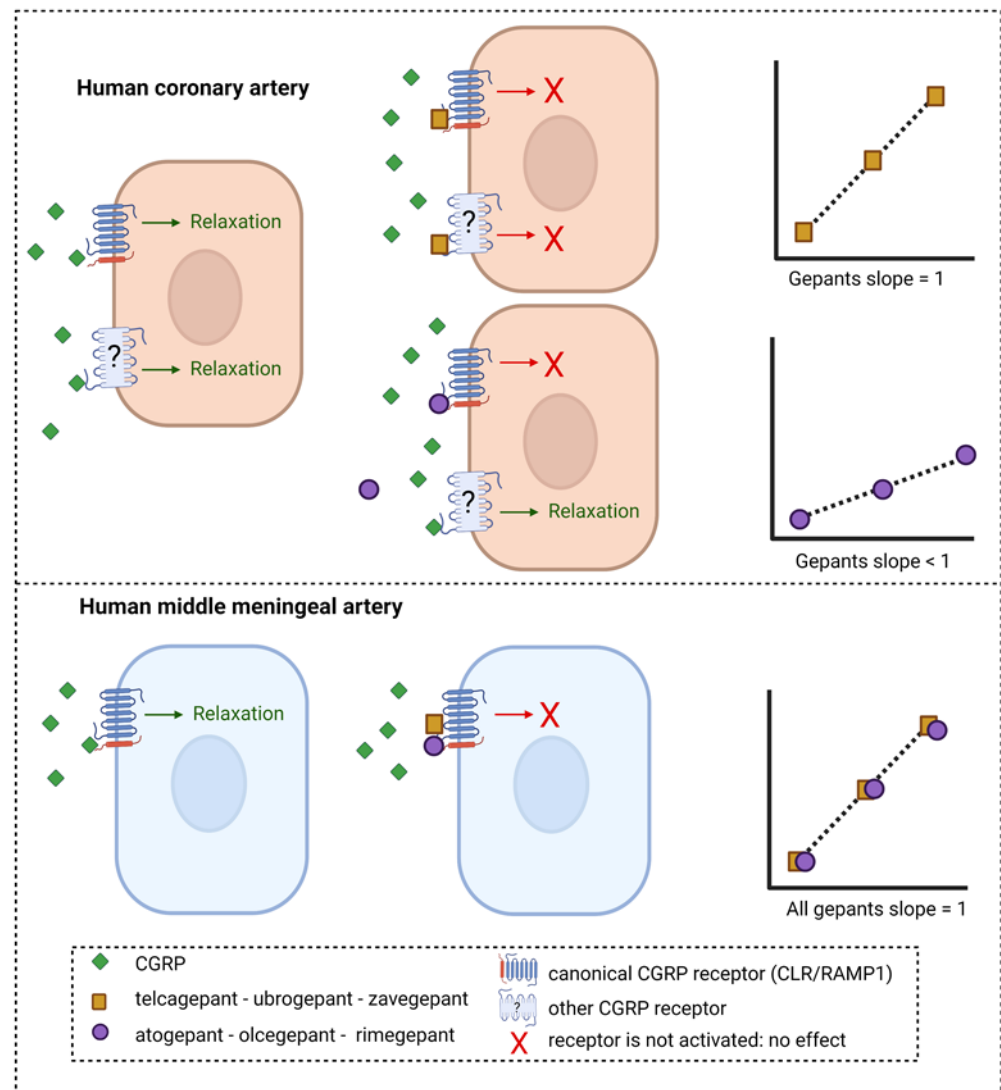 Human coronary artery
Relaxation
?
Relaxation
X
?
X
X
?
Relaxation
Gepants slope = 1
Gepants slope < 1
Human middle meningeal artery
Relaxation
X
All gepants slope = 1
CGRP
telcagepant - ubrogepant - zavegepant
atogepant - olcegepant - rimegepant
canonical CGRP receptor (CLR/RAMP1)
?
other CGRP receptor
X
receptor is not activated: no effect